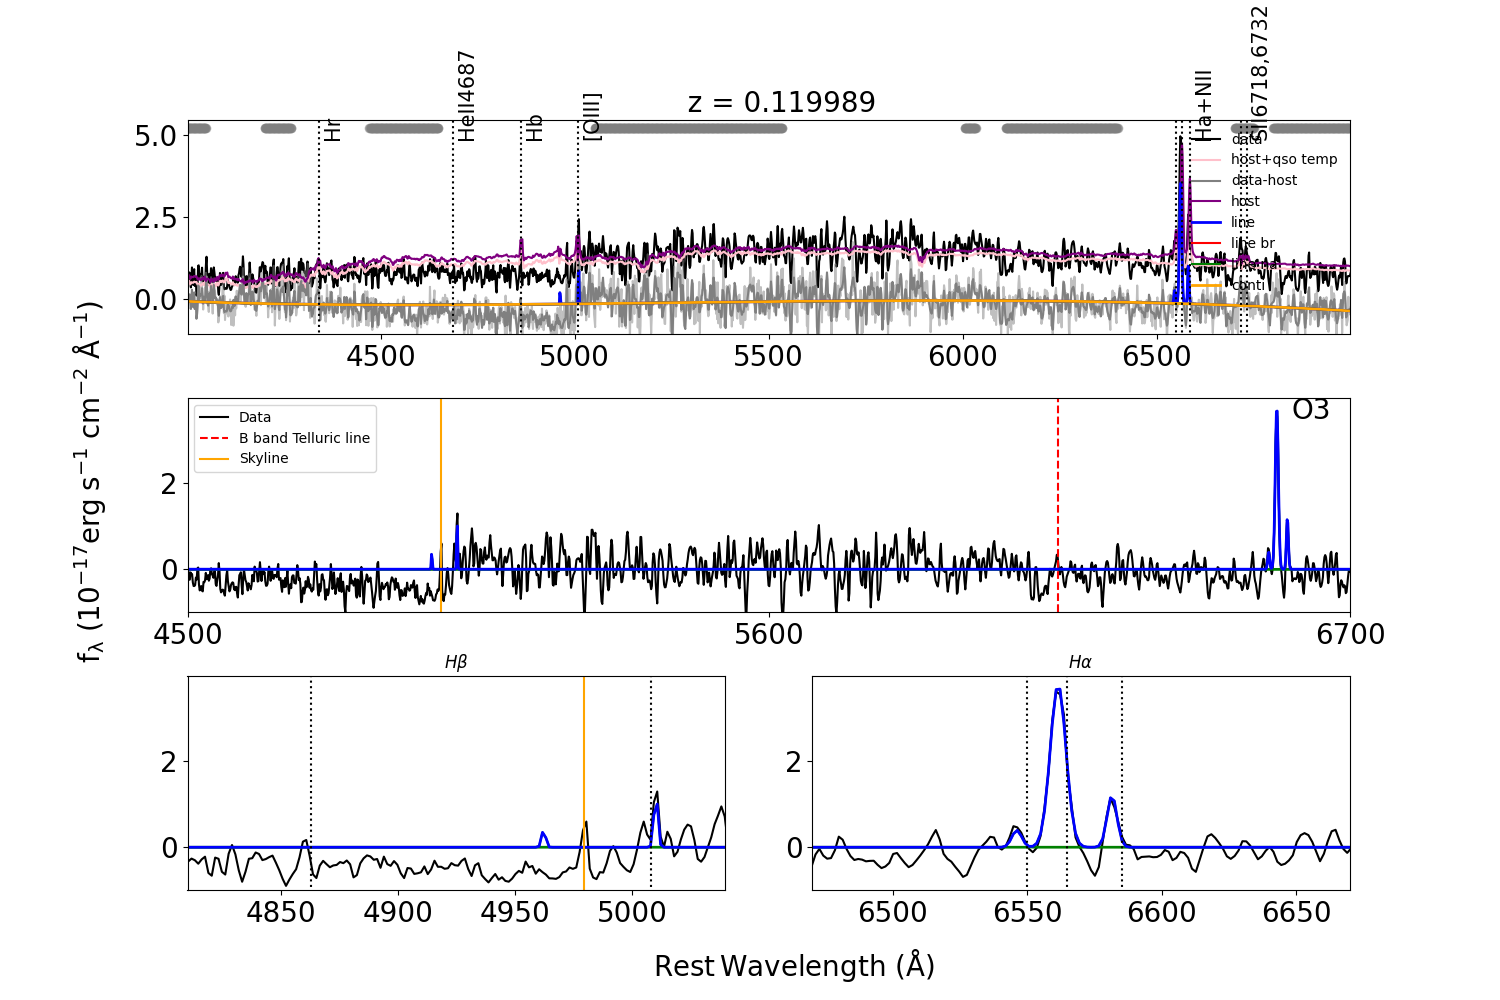 z = 0.119989
Hr
HeII4687
Hb
[OIII]
Ha+NII
SII6718,6732
5.0
2.5
0.0
data
host+qso temp
data-host
host
line
line br
conti
4500 5000 5500 6000 6500
f_λ (10⁻¹⁷erg s⁻¹ cm⁻² Å⁻¹)
Data
B band Telluric line
Skyline
O3
2
0
4500 5600 6700
Hβ
2
0
4850 4900 4950 5000
Hα
2
0
6500 6550 6600 6650
Rest Wavelength (Å)